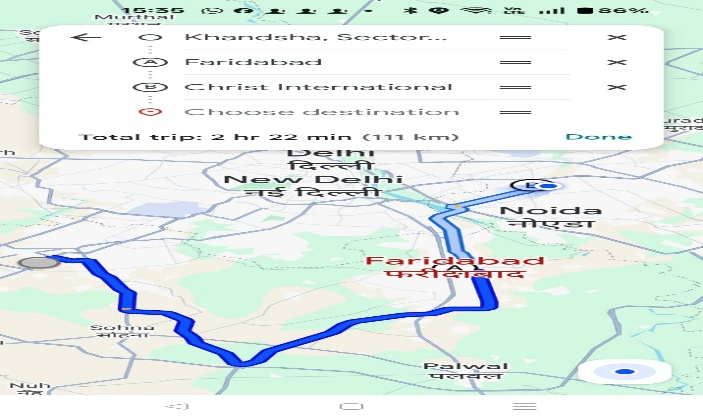 Murthal
15:35
86%
Khandsha, Sector...
A
Faridabad
B
Christ International
Choose destination
Total trip: 2 hr 22 min (111 km)
Done
Delhi
दिल्ली
New Delhi
नई दिल्ली
Noida
नोएडा
Faridabad
फरीदाबाद
A
Sohna
सोहना
Palwal
पलवल
Nuh
नूंह